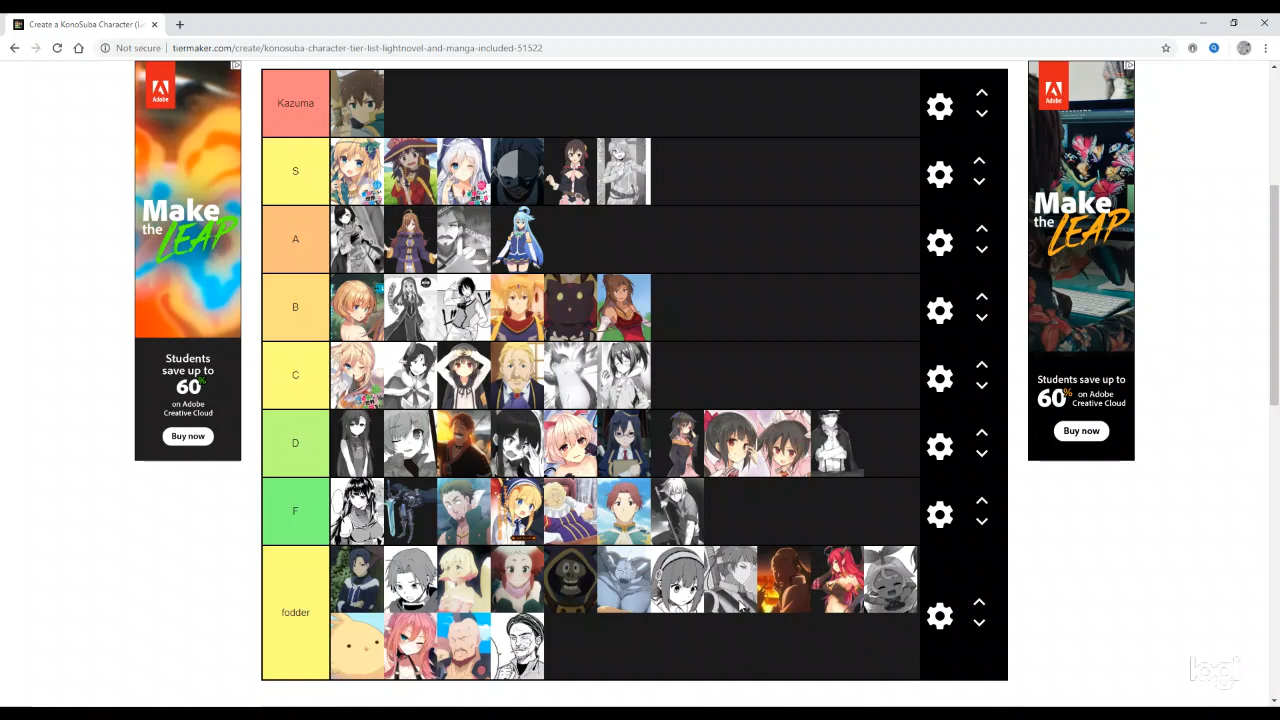 Create a KonoSuba Character (Li
Not secure
tiermaker.com/create/konosuba-character-tier-list-lightnovel-and-manga-included-51522
Adobe
Make
the
LEAP
Students
save up to
60%
on Adobe
Creative Cloud
Buy now
Kazuma
S
A
B
C
D
F
fodder
Adobe
Make
the
LEAP
Students save up to
60% on Adobe
Creative Cloud
Buy now
logi